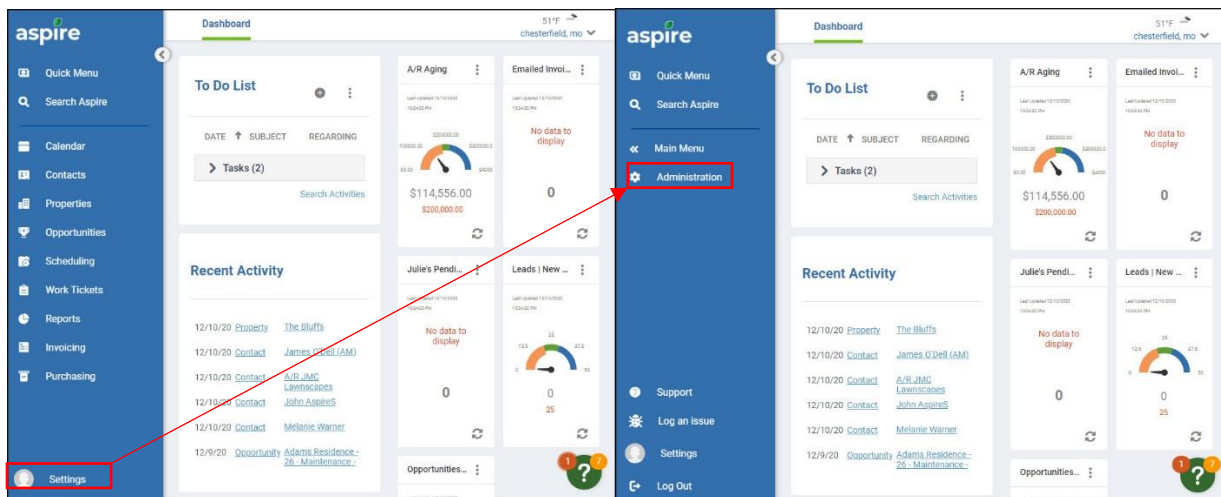 aspire
Quick Menu
Search Aspire
Calendar
Contacts
Properties
Opportunities
Scheduling
Work Tickets
Reports
Invoicing
Purchasing
Settings
Dashboard
51°F
chesterfield, mo
To Do List
DATE SUBJECT REGARDING
Tasks (2)
Search Activities
Recent Activity
12/10/20 Property The Bluffs
12/10/20 Contact James O'Dell (AM)
12/10/20 Contact A/R JMC
Lawnscapes
12/10/20 Contact John AspireS
12/10/20 Contact Melanie Warner
12/9/20 Opportunity Adams Residence -
26 - Maintenance -
A/R Aging
$114,556.00
$200,000.00
Emailed Invoi...
No data to
display
0
Julie's Pendi...
No data to
display
0
Leads | New ...
25
0
25
Opportunities...
1
7
?
aspire
Quick Menu
Search Aspire
Main Menu
Administration
Support
Log an issue
Settings
Log Out
Dashboard
51°F
chesterfield, mo
To Do List
DATE SUBJECT REGARDING
Tasks (2)
Search Activities
Recent Activity
12/10/20 Property The Bluffs
12/10/20 Contact James O'Dell (AM)
12/10/20 Contact A/R JMC
Lawnscapes
12/10/20 Contact John AspireS
12/10/20 Contact Melanie Warner
12/9/20 Opportunity Adams Residence -
26 - Maintenance -
A/R Aging
$114,556.00
$200,000.00
Emailed Invoi...
No data to
display
0
Julie's Pendi...
No data to
display
0
Leads | New ...
25
0
25
Opportunities...
1
7
?